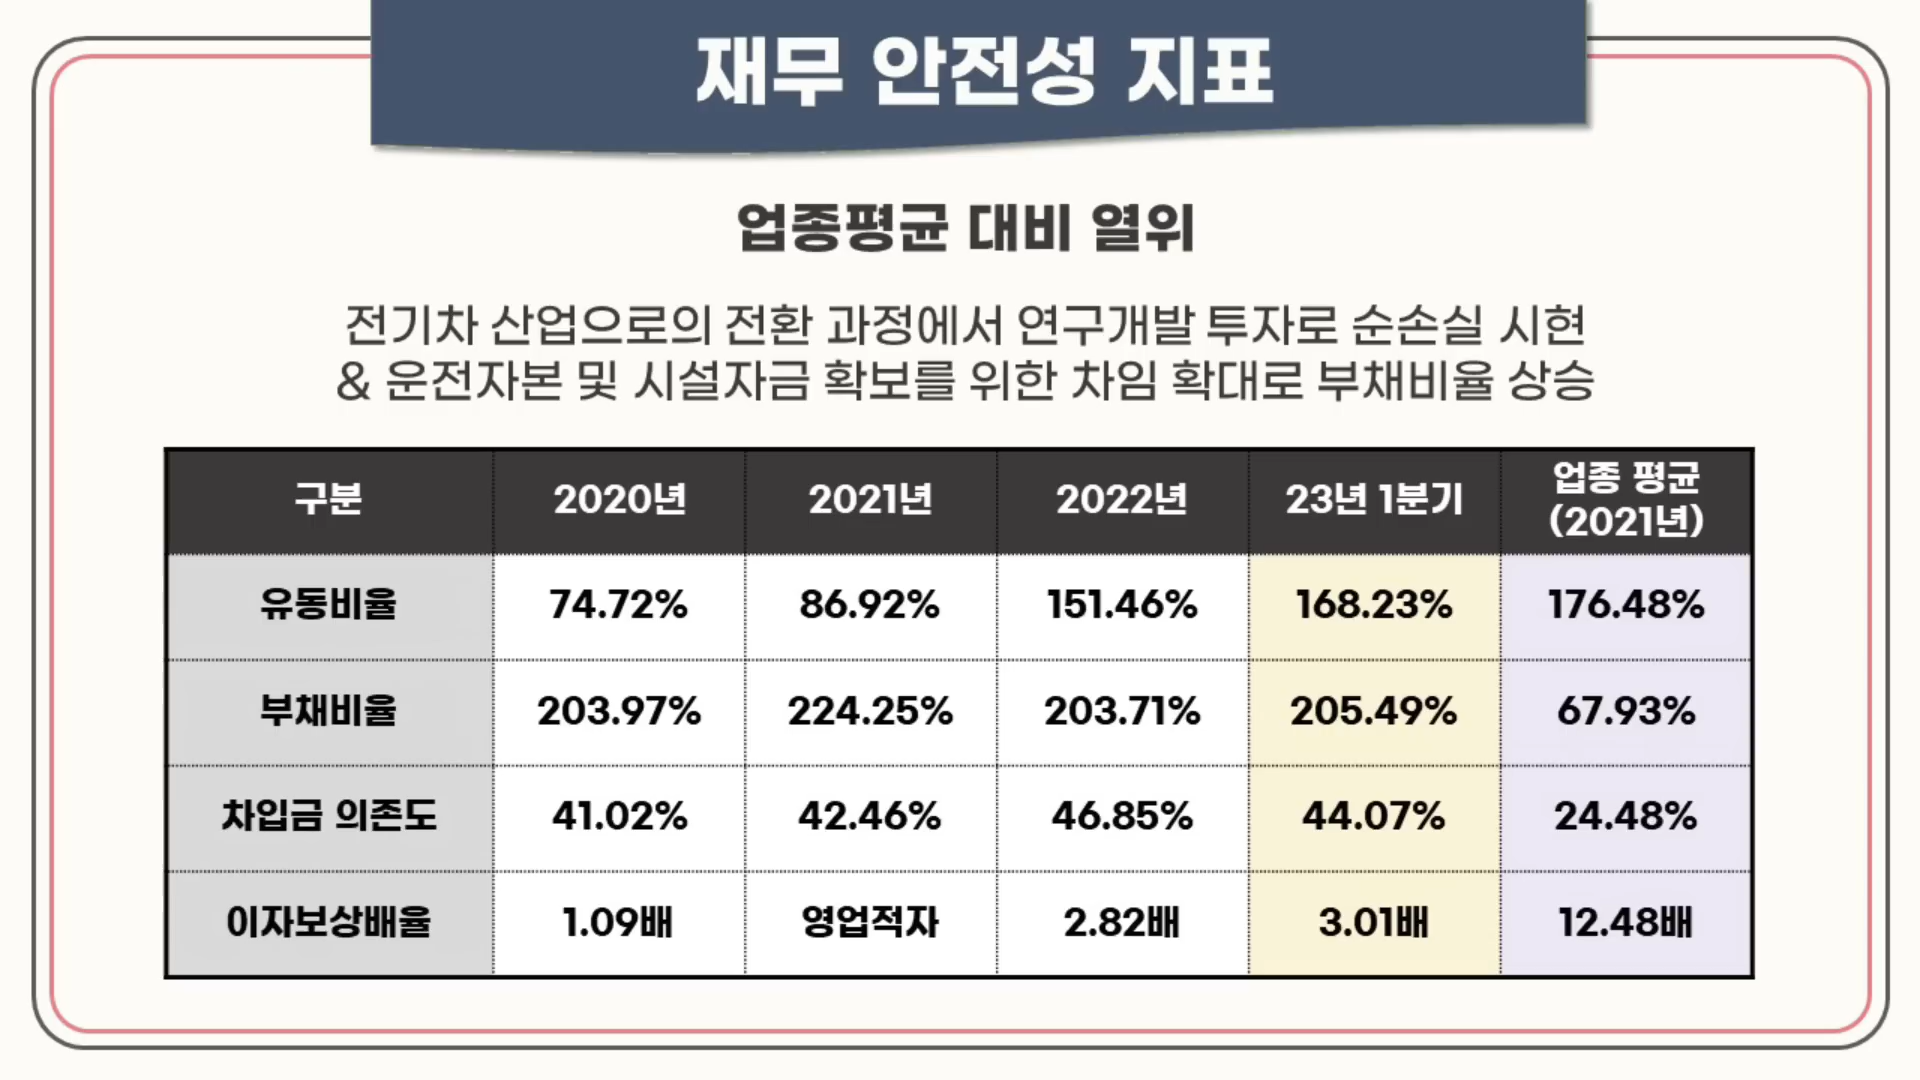 재무 안전성 지표
업종평균 대비 열위
전기차 산업으로의 전환 과정에서 연구개발 투자로 순손실 시현
& 운전자본 및 시설자금 확보를 위한 차임 확대로 부채비율 상승
구분 2020년 2021년 2022년 23년 1분기 업종 평균
(2021년)
유동비율 74.72% 86.92% 151.46% 168.23% 176.48%
부채비율 203.97% 224.25% 203.71% 205.49% 67.93%
차입금 의존도 41.02% 42.46% 46.85% 44.07% 24.48%
이자보상배율 1.09배 영업적자 2.82배 3.01배 12.48배